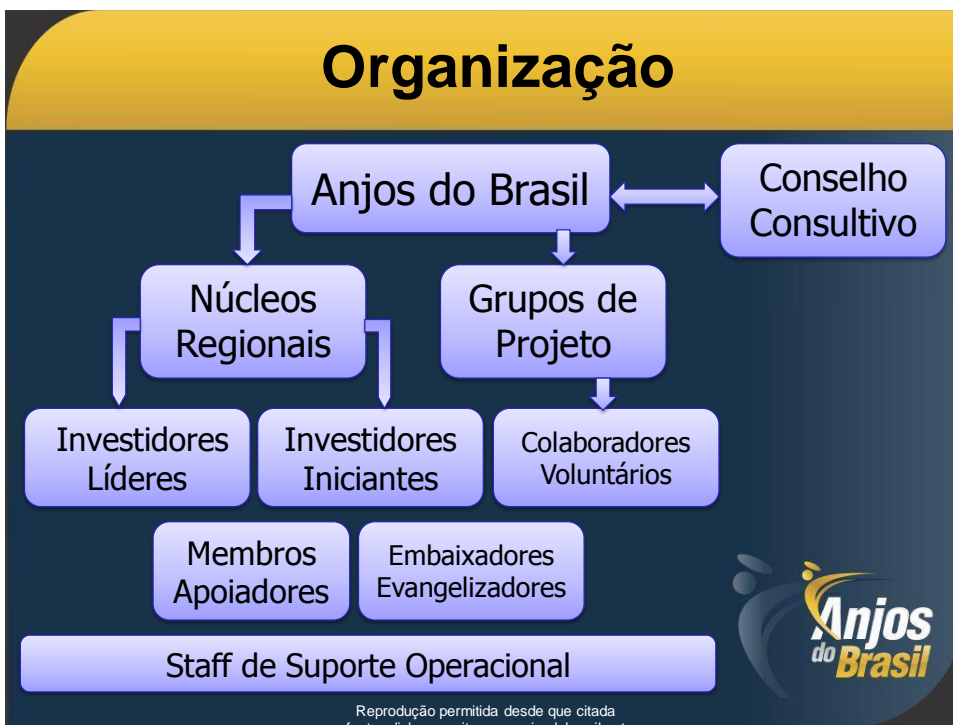 Organização
Anjos do Brasil
Conselho
Consultivo
Núcleos
Regionais
Grupos de
Projeto
Investidores
Líderes
Investidores
Iniciantes
Colaboradores
Voluntários
Membros
Apoiadores
Embaixadores
Evangelizadores
Staff de Suporte Operacional
Anjos
do Brasil
Reprodução permitida desde que citada